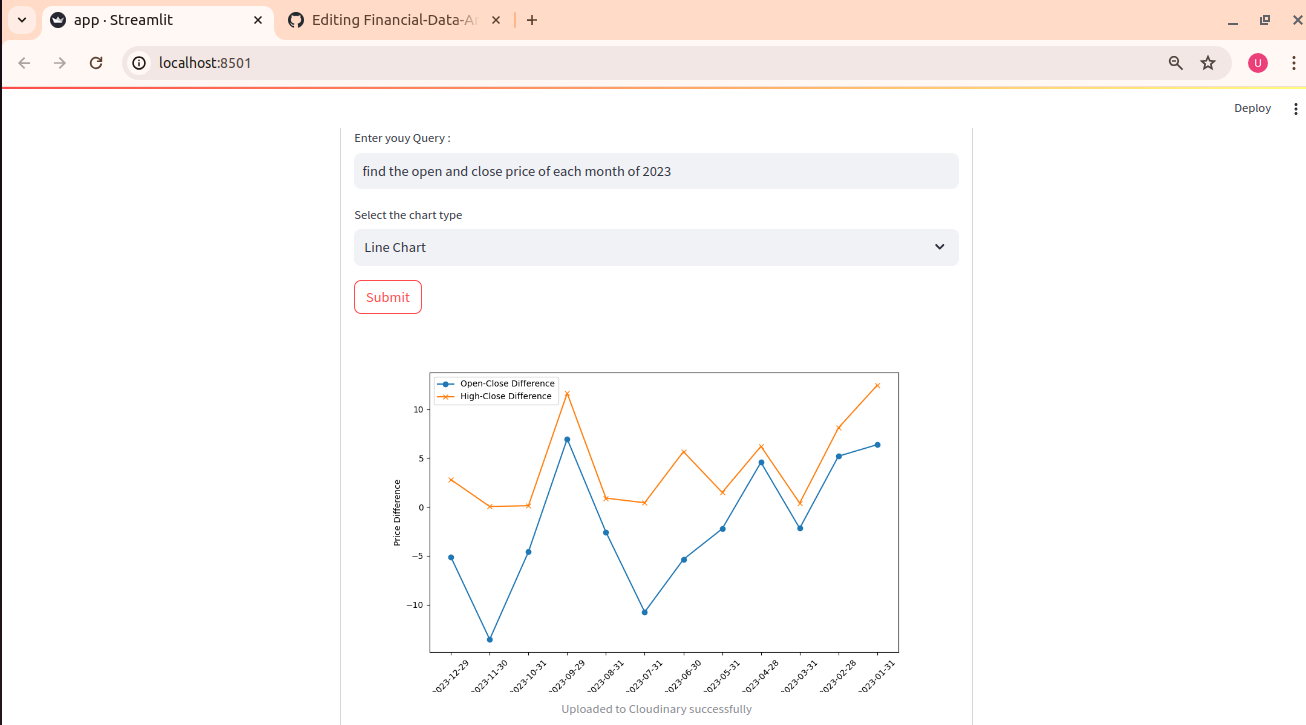 app · Streamlit
Editing Financial-Data-Ar
localhost:8501
U
Deploy
Enter youy Query :
find the open and close price of each month of 2023
Select the chart type
Line Chart
Submit
Open-Close Difference
High-Close Difference
10
5
0
−5
−10
Price Difference
2023-12-29
2023-11-30
2023-10-31
2023-09-29
2023-08-31
2023-07-31
2023-06-30
2023-05-31
2023-04-28
2023-03-31
2023-02-28
2023-01-31
Uploaded to Cloudinary successfully